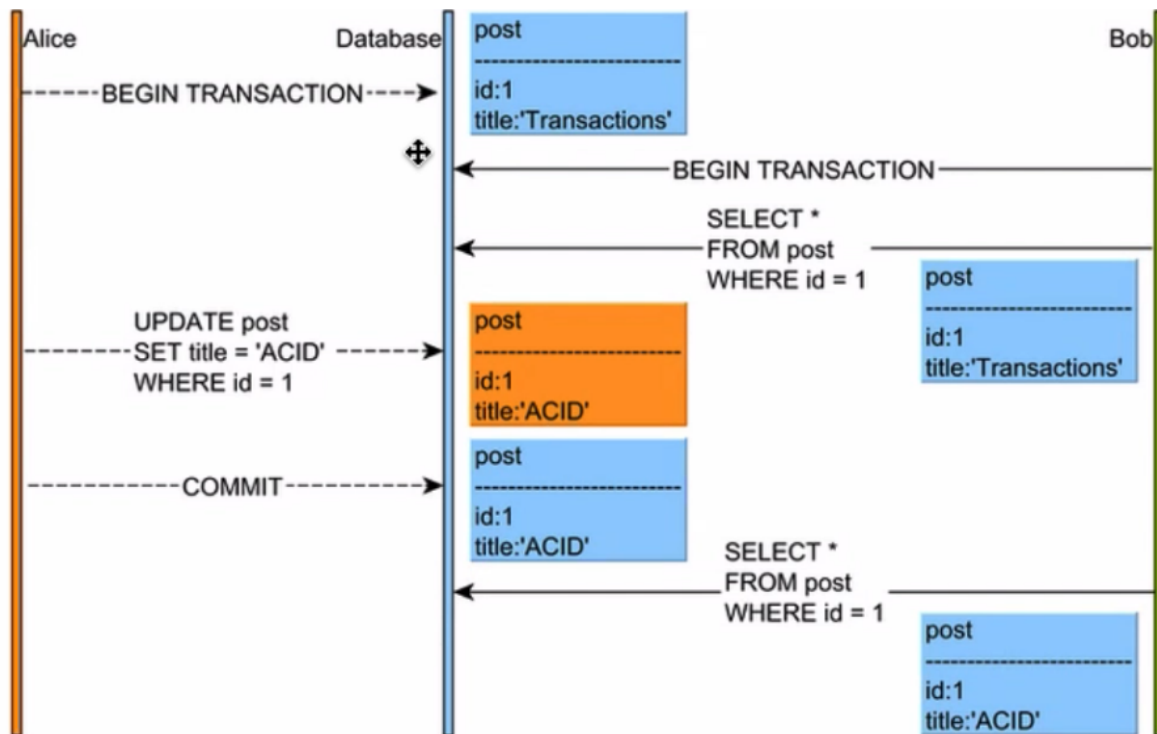 Alice
Database
post
id:1
title:'Transactions'
Bob
BEGIN TRANSACTION
BEGIN TRANSACTION
SELECT *
FROM post
WHERE id = 1
post
id:1
title:'Transactions'
UPDATE post
SET title = 'ACID'
WHERE id = 1
post
id:1
title:'ACID'
COMMIT
post
id:1
title:'ACID'
SELECT *
FROM post
WHERE id = 1
post
id:1
title:'ACID'